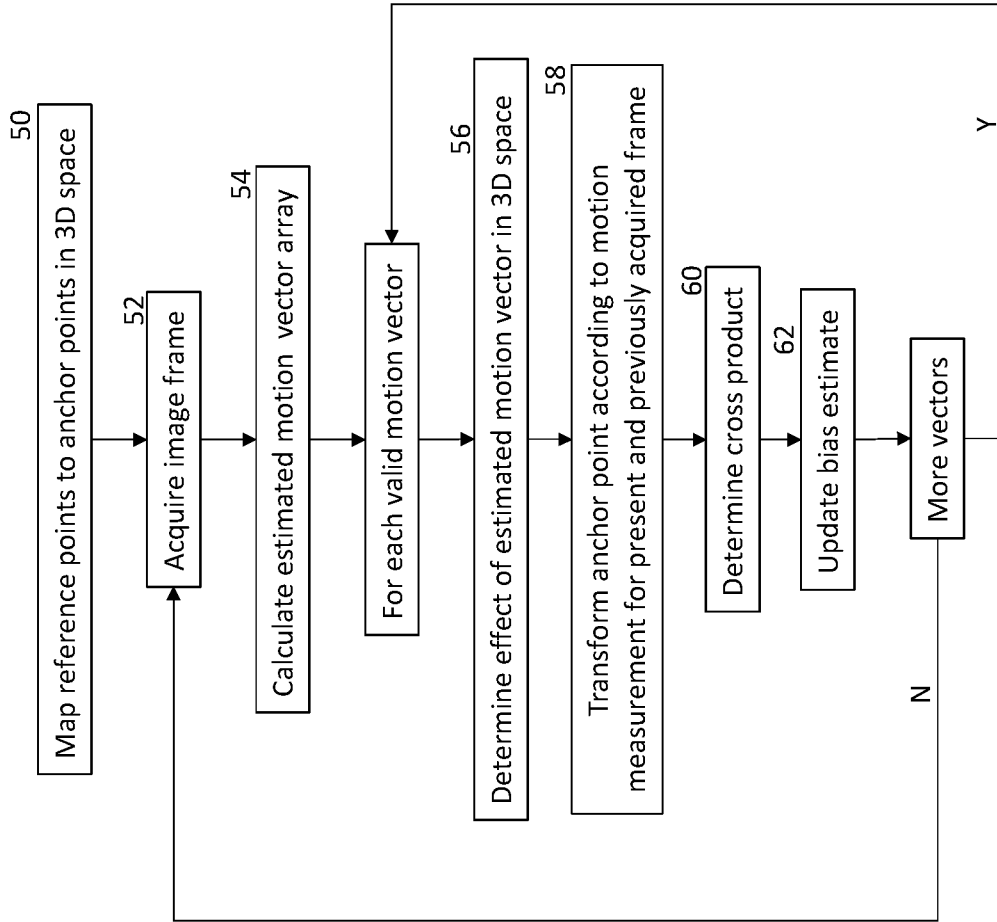 50
Map reference points to anchor points in 3D space
52
Acquire image frame
54
Calculate estimated motion vector array
For each valid motion vector
56
Determine effect of estimated motion vector in 3D space
58
Transform anchor point according to motion
measurement for present and previously acquired frame
60
Determine cross product
62
Update bias estimate
More vectors
N
Y